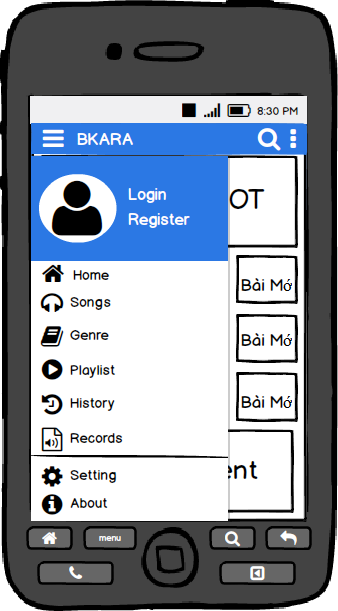 8:30 PM
BKARA
Login
Register
OT
Home
Songs
Bài Mớ
Genre
Bài Mớ
Playlist
History
Bài Mớ
Records
ent
Setting
About
menu